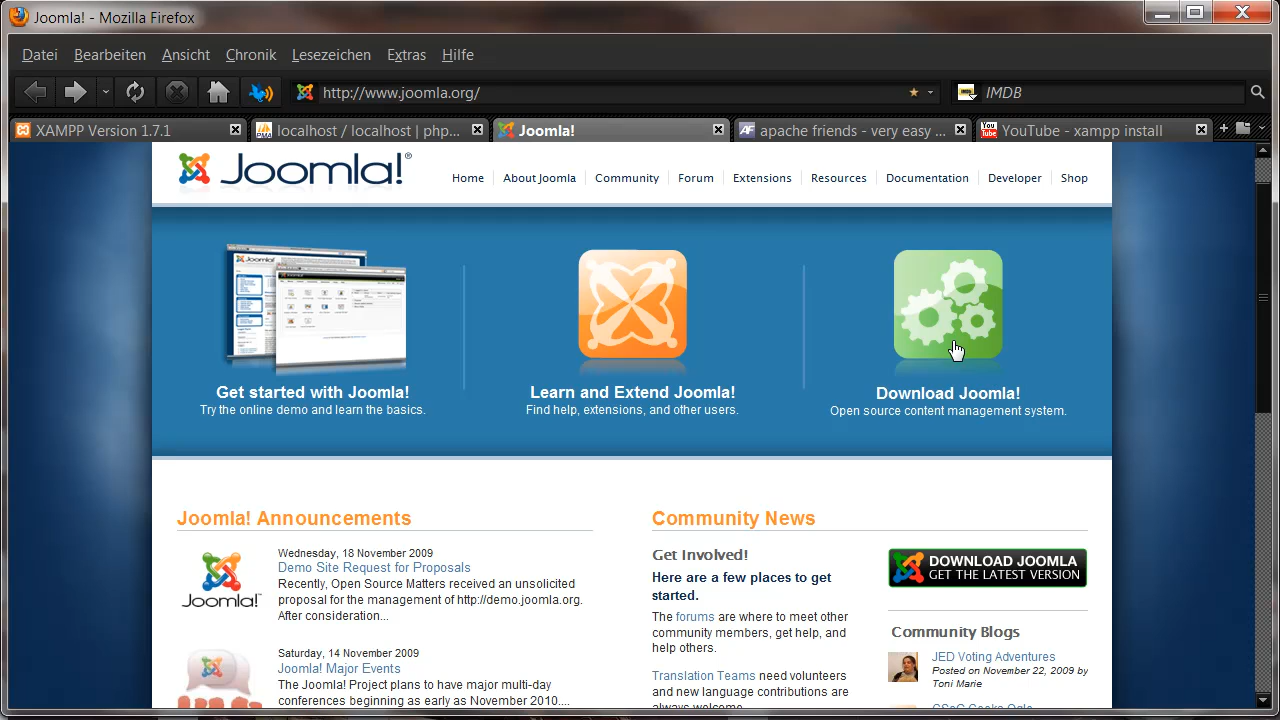 Joomla! - Mozilla Firefox
Datei Bearbeiten Ansicht Chronik Lesezeichen Extras Hilfe
http://www.joomla.org/ IMDB
XAMPP Version 1.7.1 localhost / localhost | php... Joomla! apache friends - very easy ... YouTube - xampp install
Joomla!®
Home About Joomla Community Forum Extensions Resources Documentation Developer Shop
Get started with Joomla! Learn and Extend Joomla! Download Joomla!
Try the online demo and learn the basics. Find help, extensions, and other users. Open source content management system.
Joomla! Announcements
Wednesday, 18 November 2009
Demo Site Request for Proposals
Recently, Open Source Matters received an unsolicited
proposal for the management of http://demo.joomla.org.
After consideration...
Joomla!™
Saturday, 14 November 2009
Joomla! Major Events
The Joomla! Project plans to have major multi-day
conferences beginning as early as November 2010....
Community News
Get Involved!
Here are a few places to get
started.
The forums are where to meet other
community members, get help, and
help others.
Translation Teams need volunteers
and new language contributions are
always welcome.
DOWNLOAD JOOMLA
GET THE LATEST VERSION
Community Blogs
JED Voting Adventures
Posted on November 22, 2009 by
Toni Marie